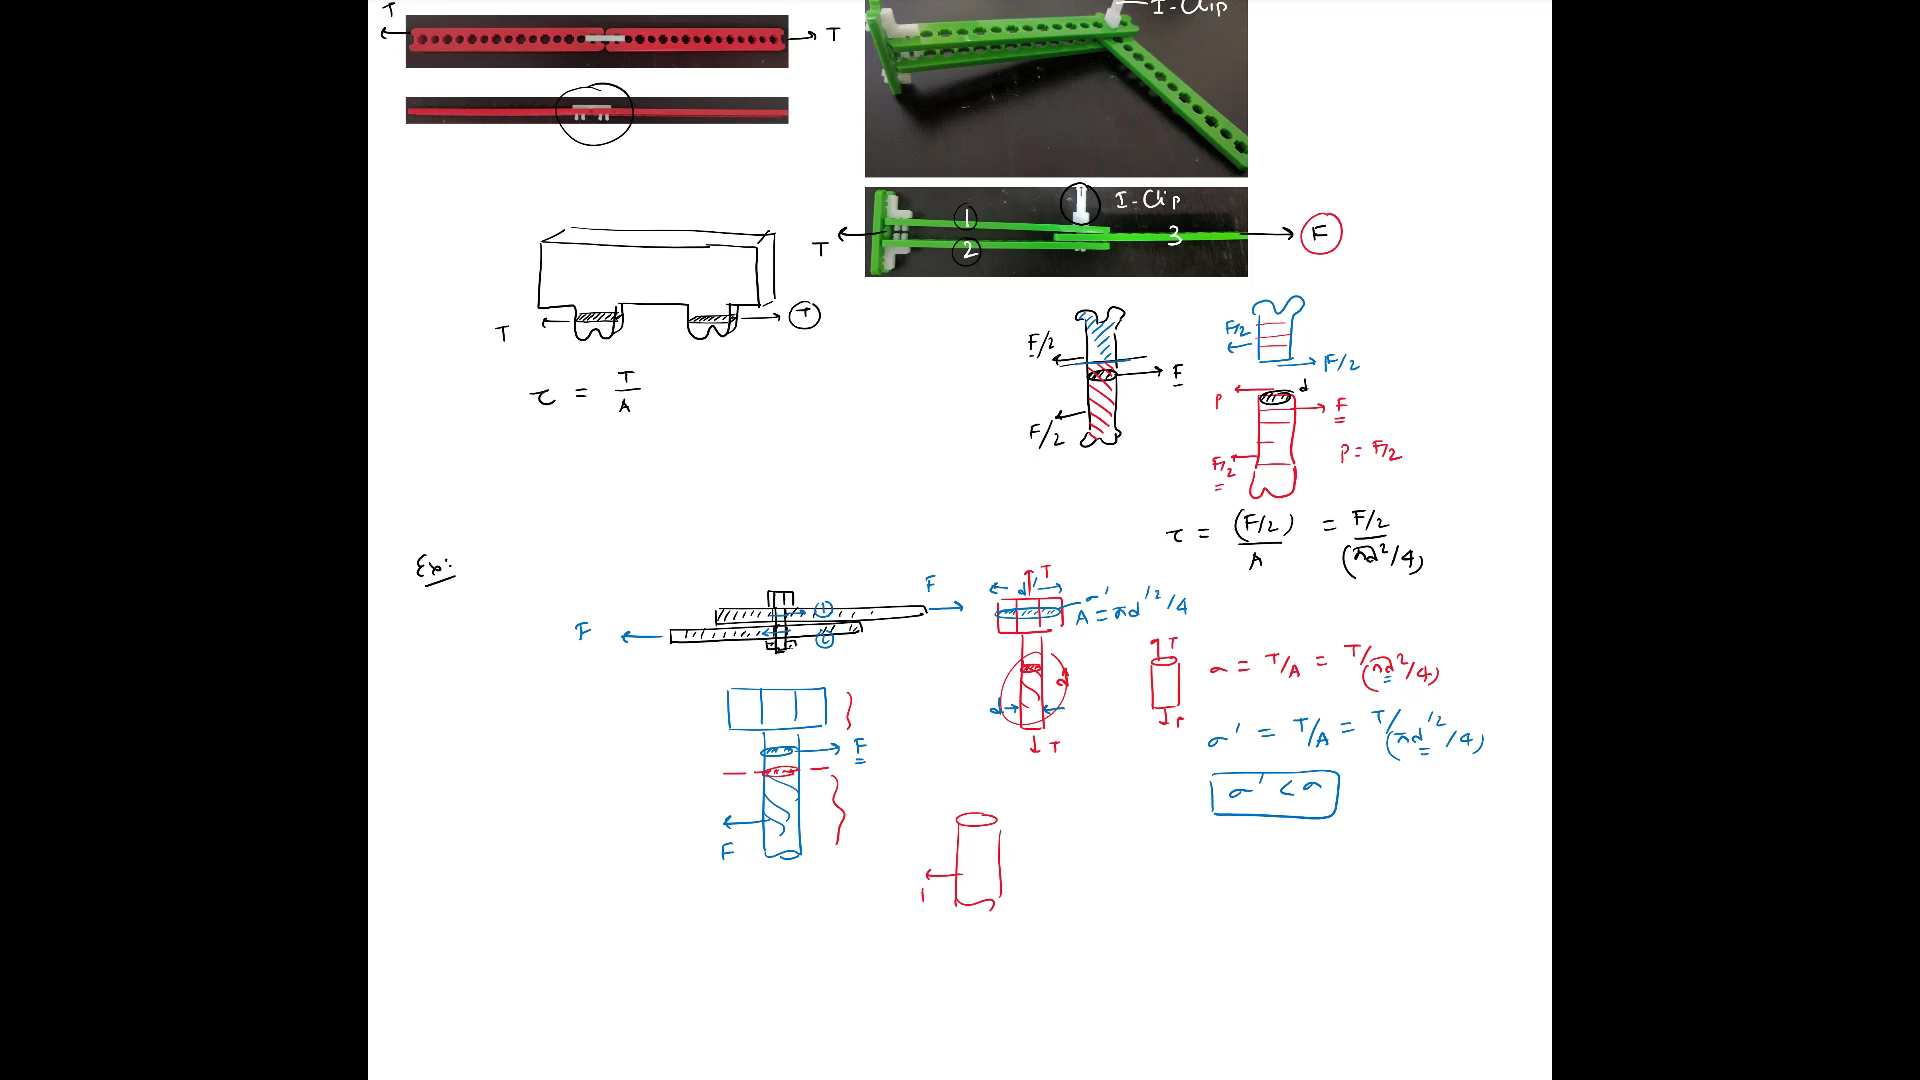 T
T
I-Clip
I-Clip
1
2
3
T
F
T
T
τ = T/A
F/2
F
F/2
F/2
F/2
P
d
F
F/2
P = F/2
τ = (F/2)/A = F/2/(πd²/4)
Ex:
F
F
1
2
T
d'
σ'
A = πd'²/4
d
d
T
T
P
σ = T/A = T/(πd²/4)
σ' = T/A = T/(πd'²/4)
σ' < σ
F
F